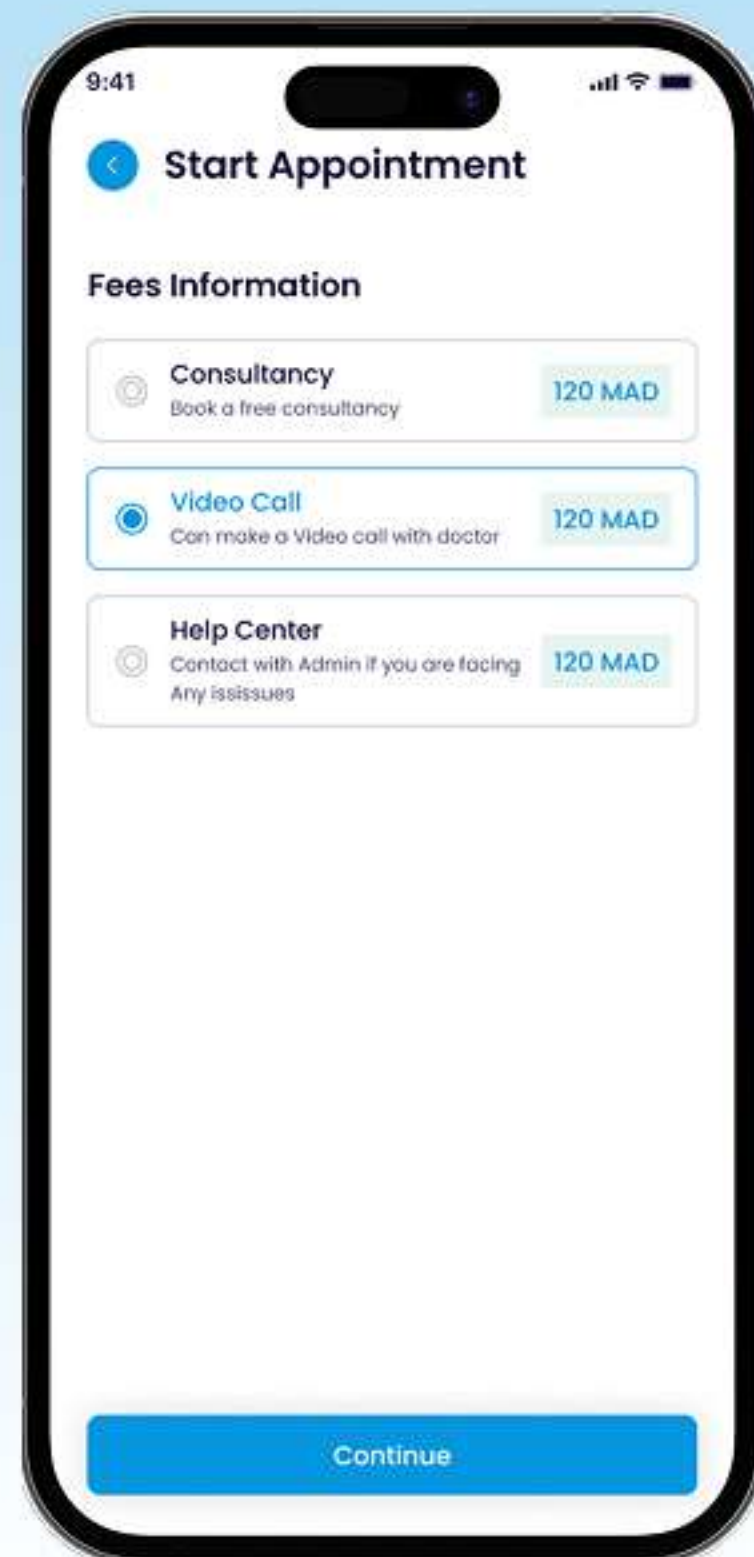 9:41
Start Appointment
Fees Information
Consultancy
Book a free consultancy
120 MAD
Video Call
Can make a Video call with doctor
120 MAD
Help Center
Contact with Admin if you are facing
Any ississues
120 MAD
Continue